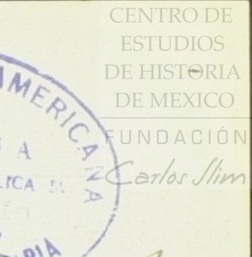 CENTRO DE
ESTUDIOS
DE HISTORIA
DE MEXICO
FUNDACIÓN
Carlos Slim
AMERICANA
A
LICA